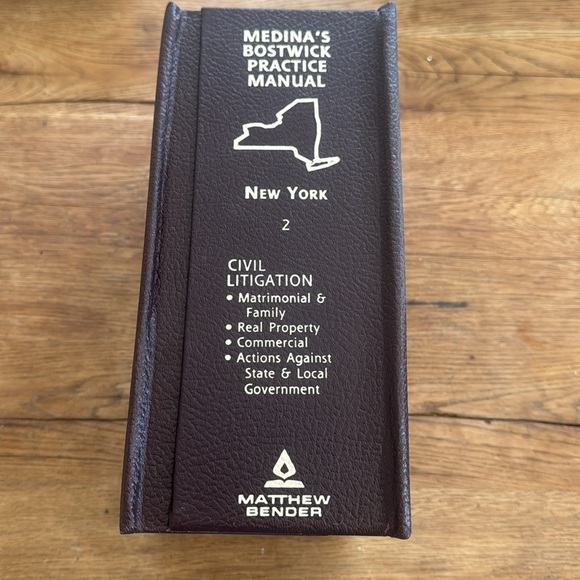 MEDINA'S
BOSTWICK
PRACTICE
MANUAL
NEW YORK
2
CIVIL
LITIGATION
• Matrimonial &
Family
• Real Property
• Commercial
• Actions Against
State & Local
Government
MATTHEW
BENDER